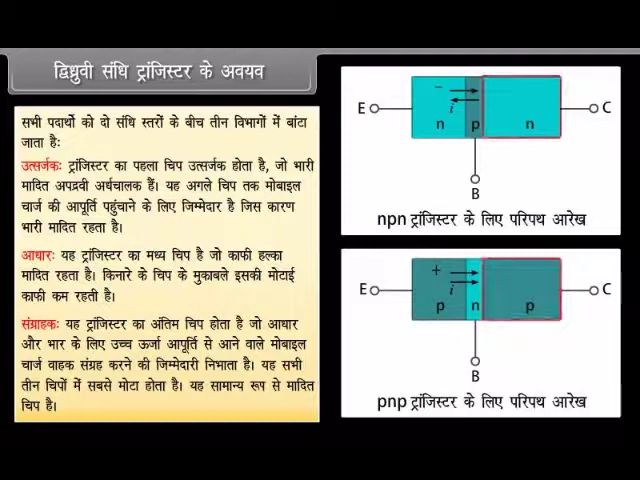 द्विध्रुवी संधि ट्रांजिस्टर के अवयव
सभी पदार्थो को दो संधि स्तरों के बीच तीन विभागों में बांटा
जाता हैः
उत्सर्जकः ट्रांजिस्टर का पहला चिप उत्सर्जक होता है, जो भारी
मादित अपद्रवी अर्धचालक हैं। यह अगले चिप तक मोबाइल
चार्ज की आपूर्ति पहुंचाने के लिए जिम्मेदार है जिस कारण
भारी मादित रहता है।
आधारः यह ट्रांजिस्टर का मध्य चिप है जो काफी हल्का
मादित रहता है। किनारे के चिप के मुकाबले इसकी मोटाई
काफी कम रहती है।
संग्राहकः यह ट्रांजिस्टर का अंतिम चिप होता है जो आधार
और भार के लिए उच्च ऊर्जा आपूर्ति से आने वाले मोबाइल
चार्ज वाहक संग्रह करने की जिम्मेदारी निभाता है। यह सभी
तीन चिपों में सबसे मोटा होता है। यह सामान्य रूप से मादित
चिप है।
−
E i C
n p n
B
npn ट्रांजिस्टर के लिए परिपथ आरेख
+
E i C
p n p
B
pnp ट्रांजिस्टर के लिए परिपथ आरेख